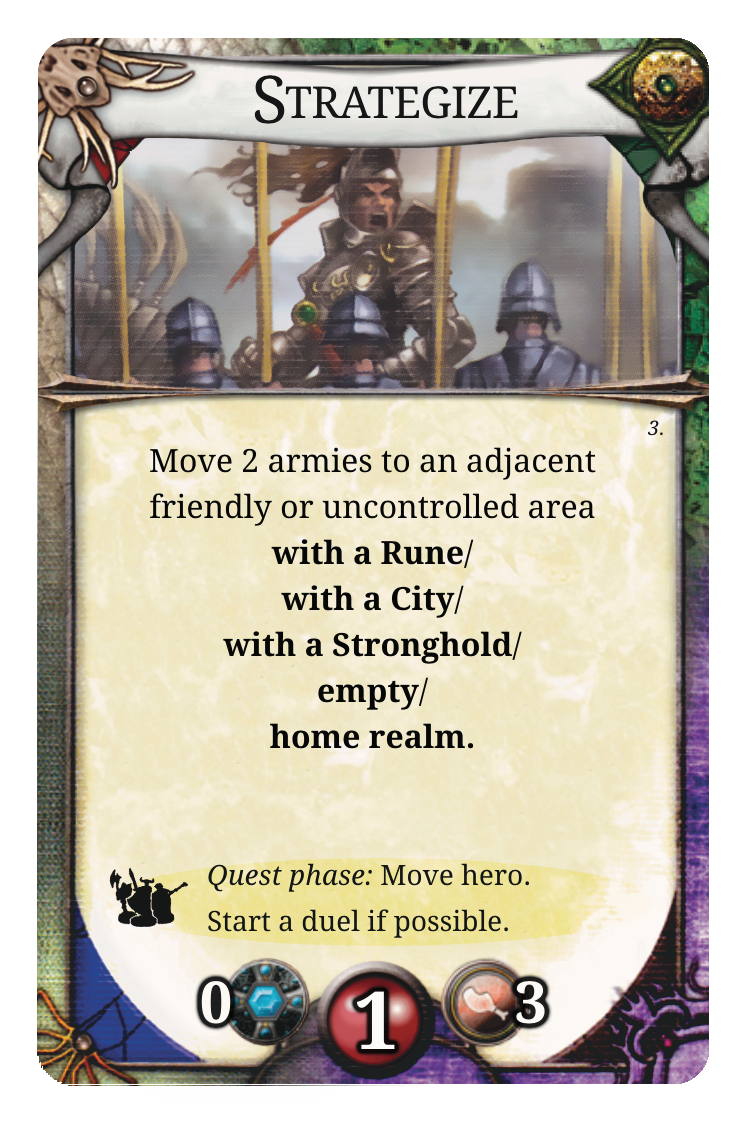 STRATEGIZE
3.
Move 2 armies to an adjacent
friendly or uncontrolled area
with a Rune/
with a City/
with a Stronghold/
empty/
home realm.
Quest phase: Move hero.
Start a duel if possible.
0 1 3